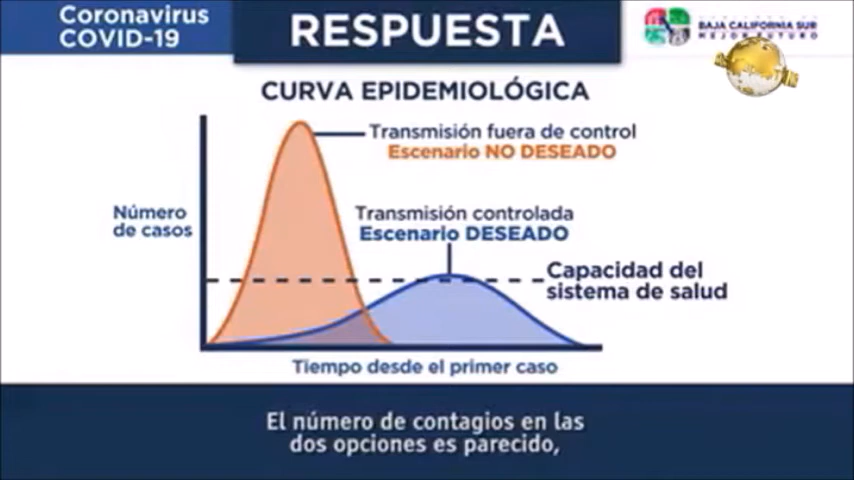 Coronavirus
COVID-19
RESPUESTA
BAJA CALIFORNIA SUR
MEJOR FUTURO
CURVA EPIDEMIOLÓGICA
Transmisión fuera de control
Escenario NO DESEADO
Número
de casos
Transmisión controlada
Escenario DESEADO
Capacidad del
sistema de salud
Tiempo desde el primer caso
El número de contagios en las
dos opciones es parecido,